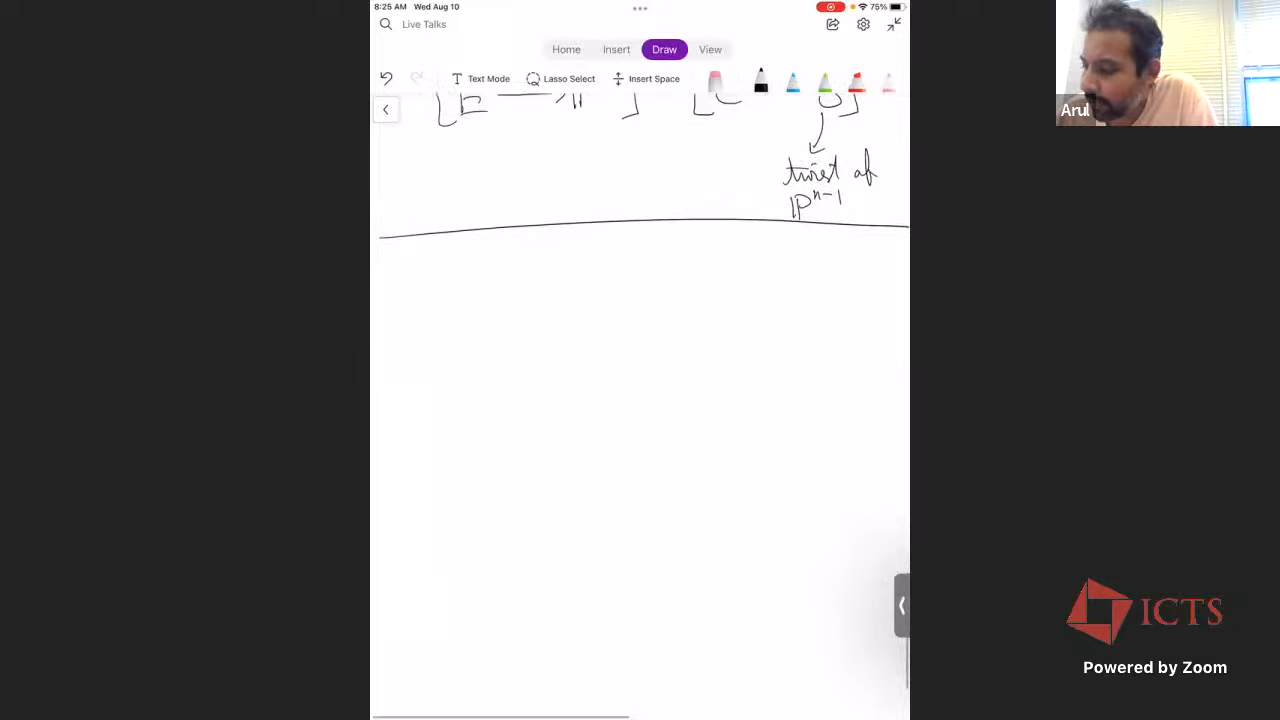 8:25 AM Wed Aug 10
75%
Live Talks
Home Insert Draw View
Text Mode Lasso Select Insert Space
Arul
twist of
ℙⁿ⁻¹
ICTS
Powered by Zoom